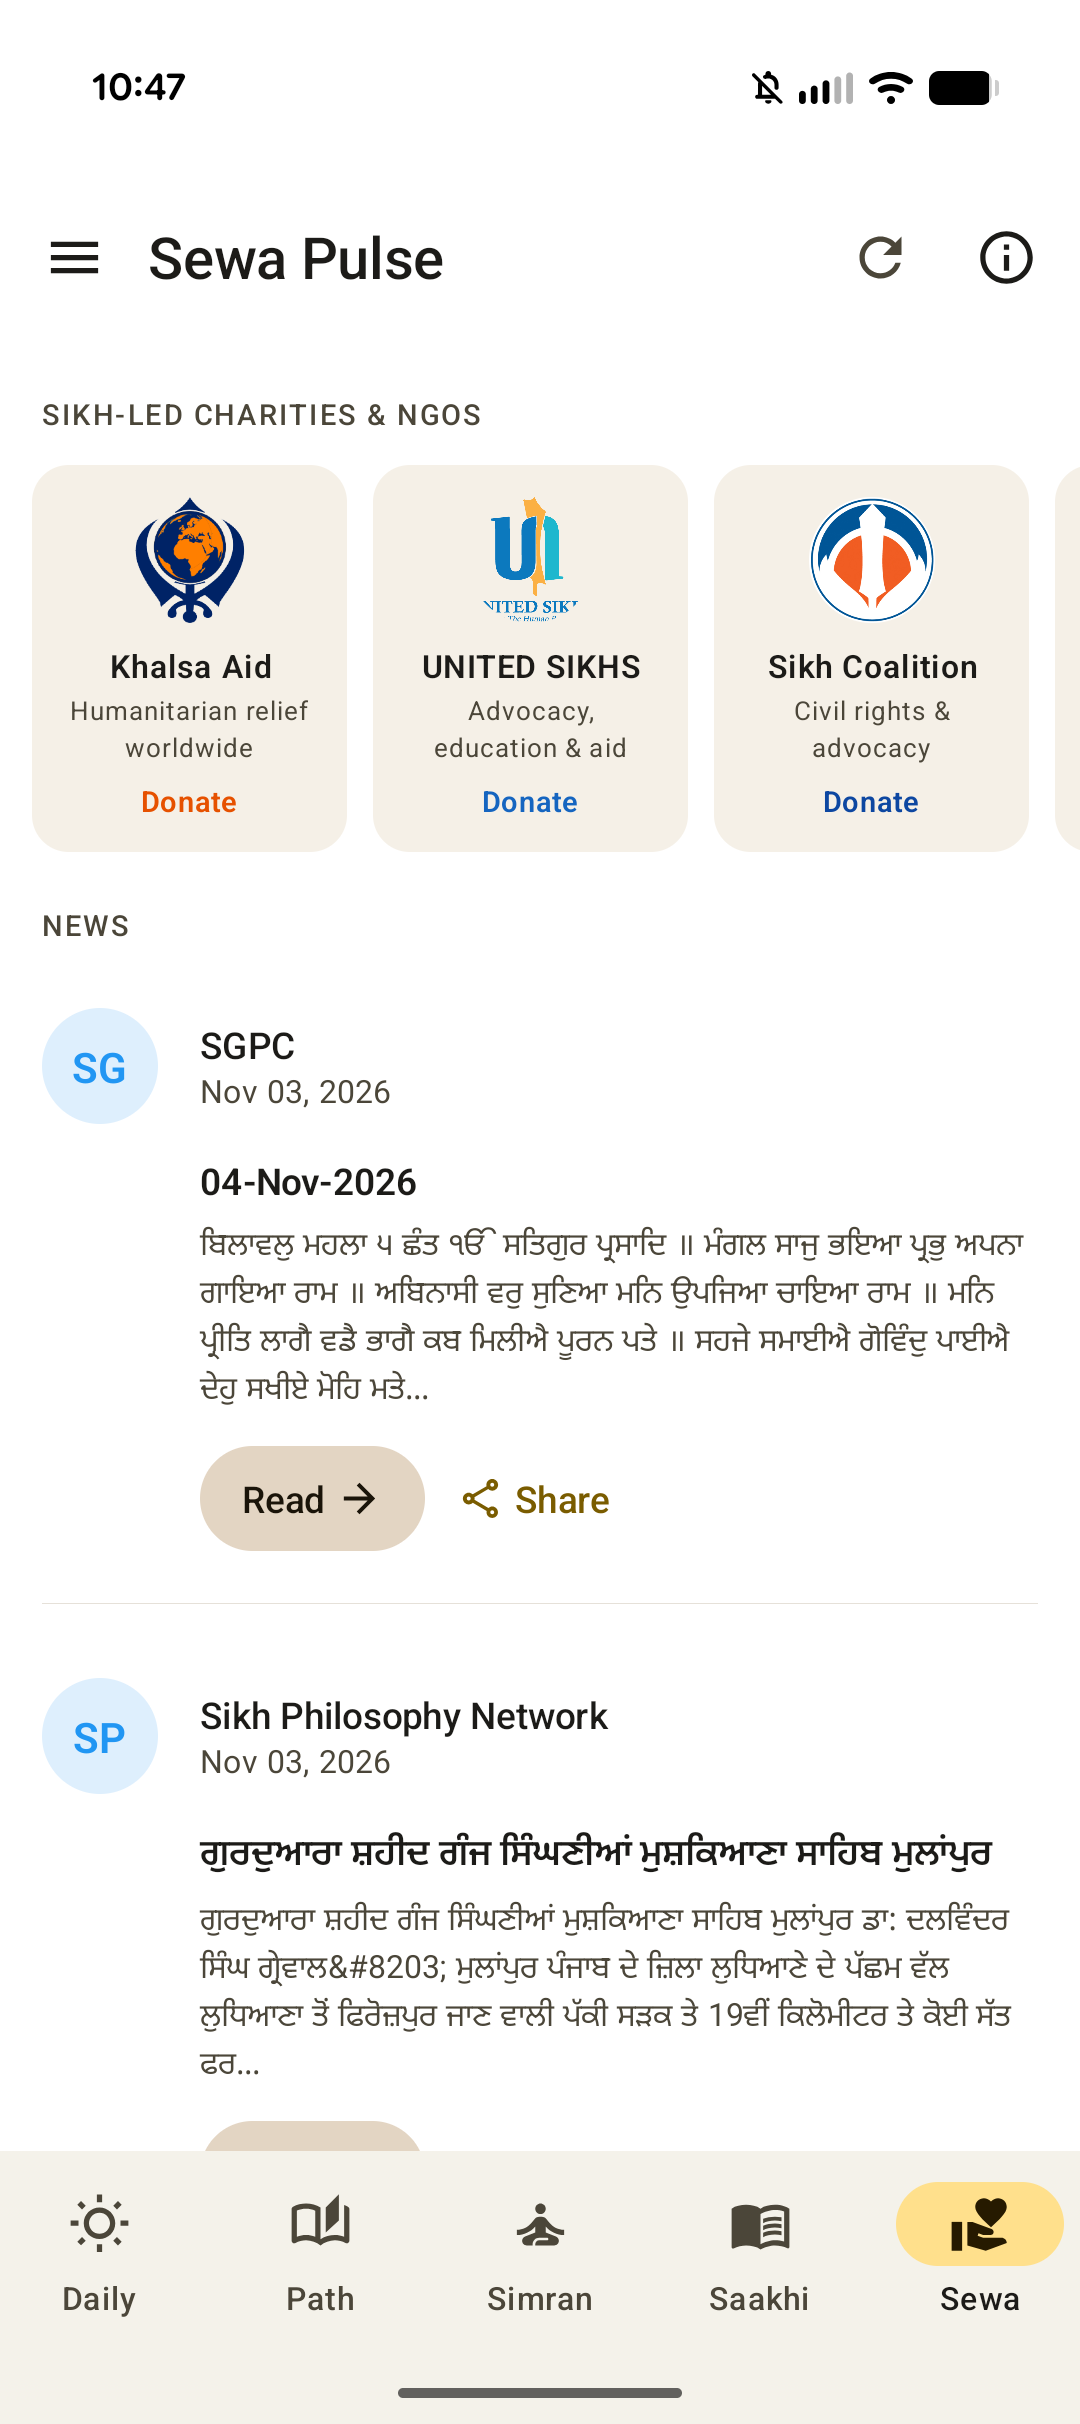 10:47
Sewa Pulse
SIKH-LED CHARITIES & NGOS
Khalsa Aid
Humanitarian relief
worldwide
Donate
UNITED SIKHS
Advocacy,
education & aid
Donate
Sikh Coalition
Civil rights &
advocacy
Donate
NEWS
SG
SGPC
Nov 03, 2026
04-Nov-2026
ਬਿਲਾਵਲੁ ਮਹਲਾ ੫ ਛੰਤ ੴ ਸਤਿਗੁਰ ਪ੍ਰਸਾਦਿ ॥ ਮੰਗਲ ਸਾਜੁ ਭਇਆ ਪ੍ਰਭੁ ਅਪਨਾ
ਗਾਇਆ ਰਾਮ ॥ ਅਬਿਨਾਸੀ ਵਰੁ ਸੁਣਿਆ ਮਨਿ ਉਪਜਿਆ ਚਾਇਆ ਰਾਮ ॥ ਮਨਿ
ਪ੍ਰੀਤਿ ਲਾਗੈ ਵਡੈ ਭਾਗੈ ਕਬ ਮਿਲੀਐ ਪੂਰਨ ਪਤੇ ॥ ਸਹਜੇ ਸਮਾਈਐ ਗੋਵਿੰਦੁ ਪਾਈਐ
ਦੇਹੁ ਸਖੀਏ ਮੋਹਿ ਮਤੇ...
Read
Share
SP
Sikh Philosophy Network
Nov 03, 2026
ਗੁਰਦੁਆਰਾ ਸ਼ਹੀਦ ਗੰਜ ਸਿੰਘਣੀਆਂ ਮੁਸ਼ਕਿਆਣਾ ਸਾਹਿਬ ਮੁਲਾਂਪੁਰ
ਗੁਰਦੁਆਰਾ ਸ਼ਹੀਦ ਗੰਜ ਸਿੰਘਣੀਆਂ ਮੁਸ਼ਕਿਆਣਾ ਸਾਹਿਬ ਮੁਲਾਂਪੁਰ ਡਾ: ਦਲਵਿੰਦਰ
ਸਿੰਘ ਗ੍ਰੇਵਾਲ&#8203; ਮੁਲਾਂਪੁਰ ਪੰਜਾਬ ਦੇ ਜ਼ਿਲਾ ਲੁਧਿਆਣੇ ਦੇ ਪੱਛਮ ਵੱਲ
ਲੁਧਿਆਣਾ ਤੋਂ ਫਿਰੋਜ਼ਪੁਰ ਜਾਣ ਵਾਲੀ ਪੱਕੀ ਸੜਕ ਤੇ 19ਵੀਂ ਕਿਲੋਮੀਟਰ ਤੇ ਕੋਈ ਸੱਤ
ਫਰ...
Daily
Path
Simran
Saakhi
Sewa